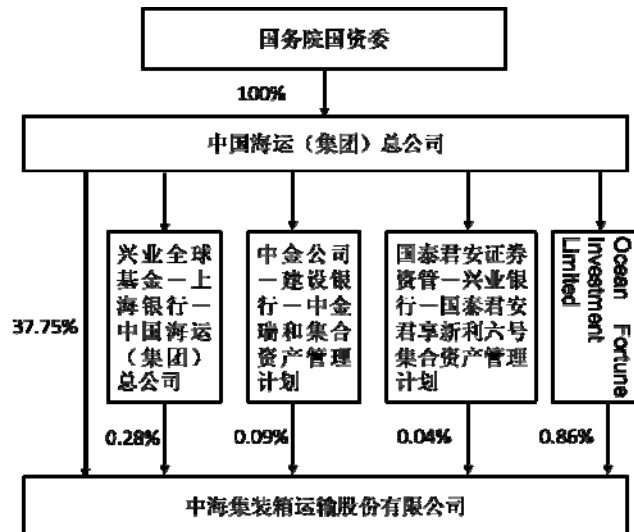 国务院国资委
100%
中国海运（集团）总公司
兴业全球
基金－上
海银行－
中国海运
（集团）
总公司
中金公司
－建设银
行－中金
瑞和集合
资产管理
计划
国泰君安证券
资管－兴业银
行－国泰君安
君享新利六号
集合资产管理
计划
Ocean Fortune
Investment
Limited
37.75%
0.28%
0.09%
0.04%
0.86%
中海集装箱运输股份有限公司